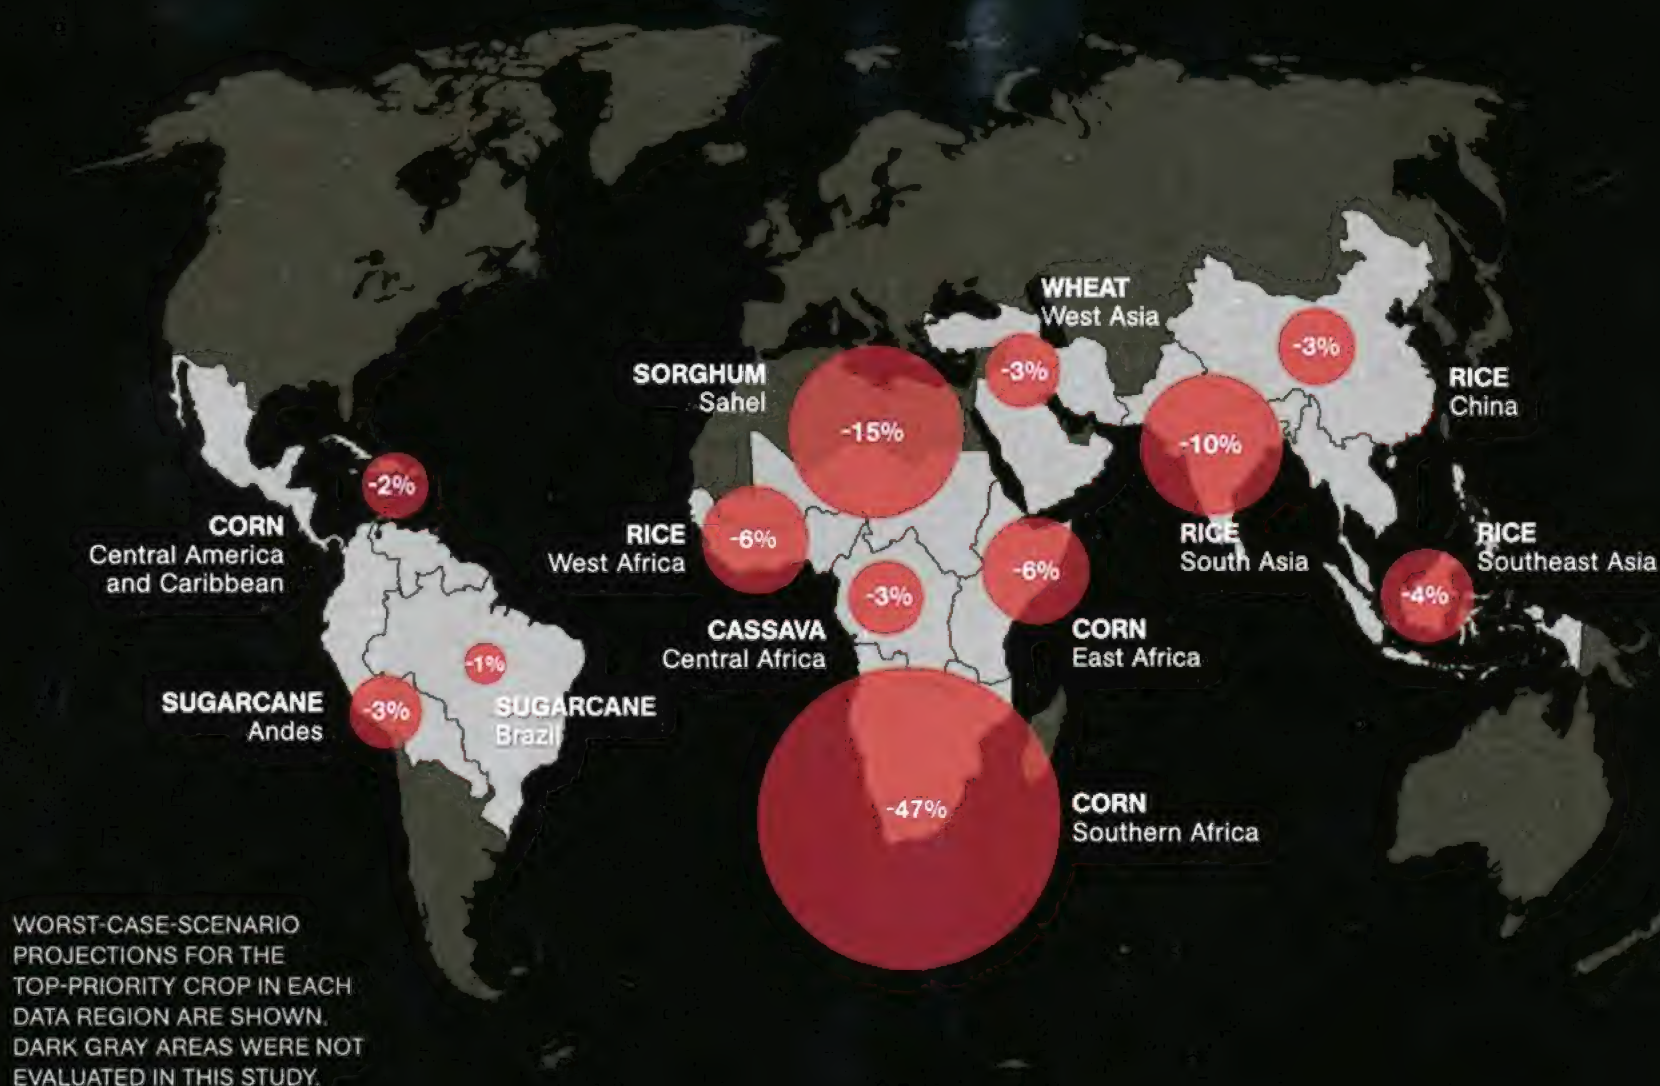 WHEAT
West Asia
-3%
-3%
SORGHUM
Sahel
-15%
RICE
China
-10%
-2%
CORN
Central America
and Caribbean
RICE
West Africa
-6%
-6%
RICE
South Asia
RICE
Southeast Asia
-4%
-3%
CASSAVA
Central Africa
CORN
East Africa
-1%
SUGARCANE
Andes
-3%
SUGARCANE
Brazil
-47%
CORN
Southern Africa
WORST-CASE-SCENARIO
PROJECTIONS FOR THE
TOP-PRIORITY CROP IN EACH
DATA REGION ARE SHOWN.
DARK GRAY AREAS WERE NOT
EVALUATED IN THIS STUDY.